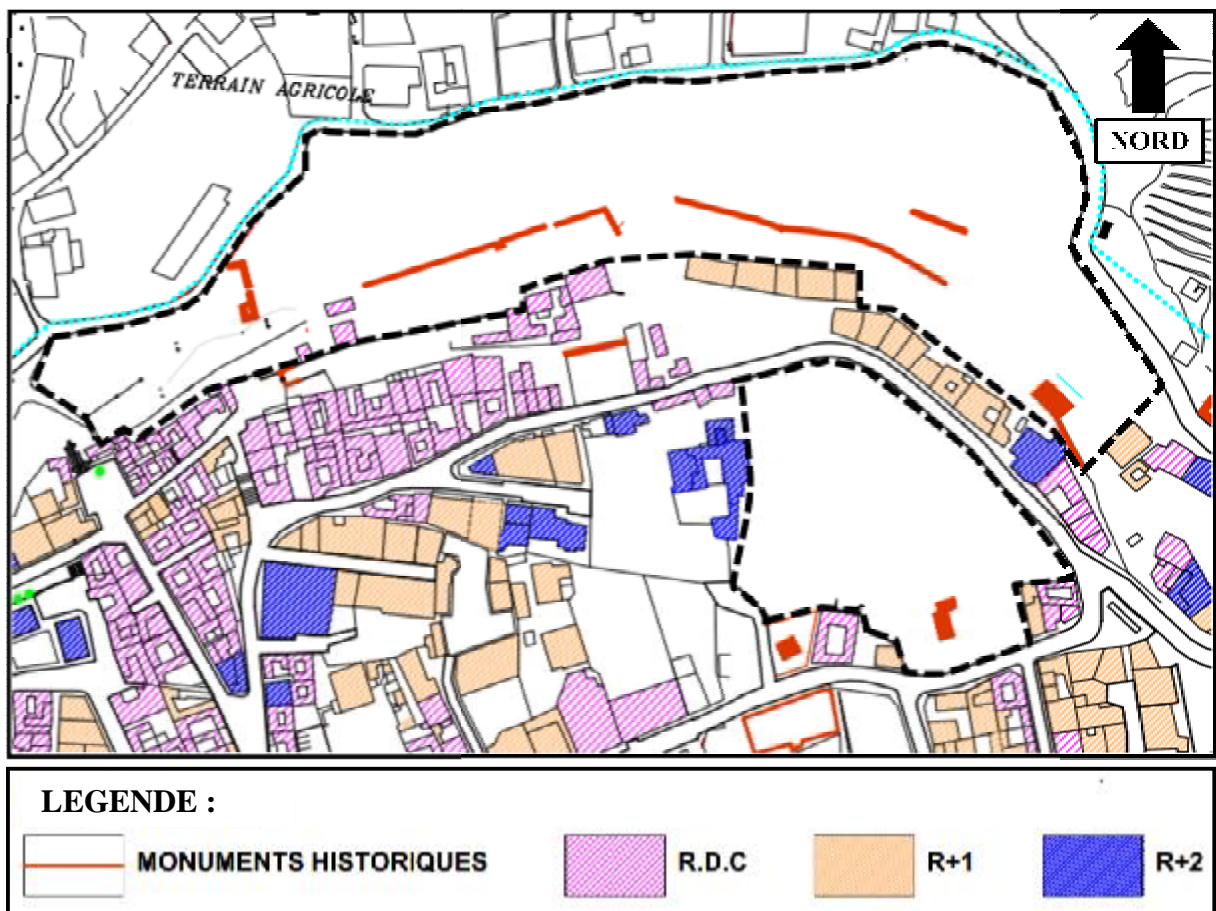 TERRAIN AGRICOLE
NORD
LEGENDE :
MONUMENTS HISTORIQUES
R.D.C
R+1
R+2